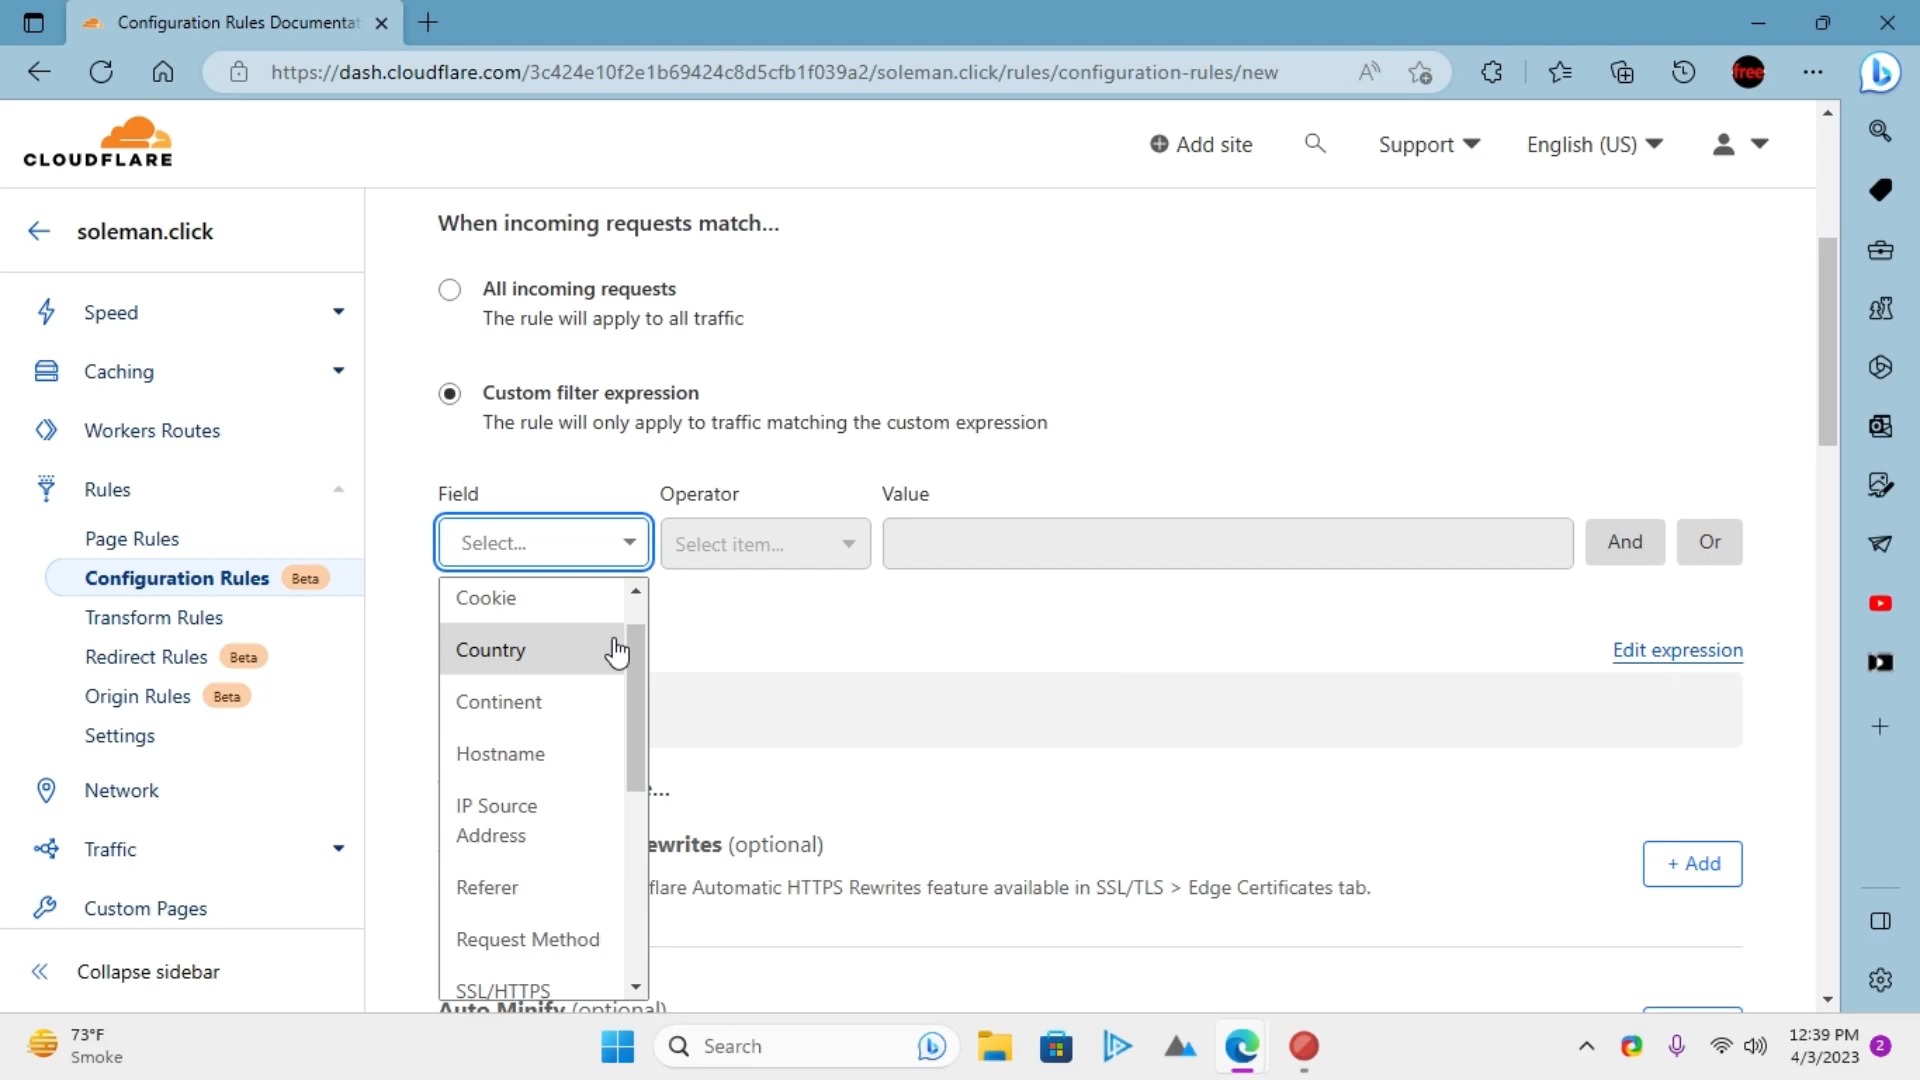 Configuration Rules Documentat
https://dash.cloudflare.com/3c424e10f2e1b69424c8d5cfb1f039a2/soleman.click/rules/configuration-rules/new
free
CLOUDFLARE
Add site
Support
English (US)
soleman.click
Speed
Caching
Workers Routes
Rules
Page Rules
Configuration Rules Beta
Transform Rules
Redirect Rules Beta
Origin Rules Beta
Settings
Network
Traffic
Custom Pages
Collapse sidebar
When incoming requests match...
All incoming requests
The rule will apply to all traffic
Custom filter expression
The rule will only apply to traffic matching the custom expression
Field Operator Value
Select... Select item... And Or
Cookie
Country
Continent
Hostname
IP Source
Address
Referer
Request Method
SSL/HTTPS
Edit expression
...
ewrites (optional)
flare Automatic HTTPS Rewrites feature available in SSL/TLS > Edge Certificates tab.
+ Add
Auto Minify (optional)
73°F
Smoke
Search
12:39 PM
4/3/2023
2